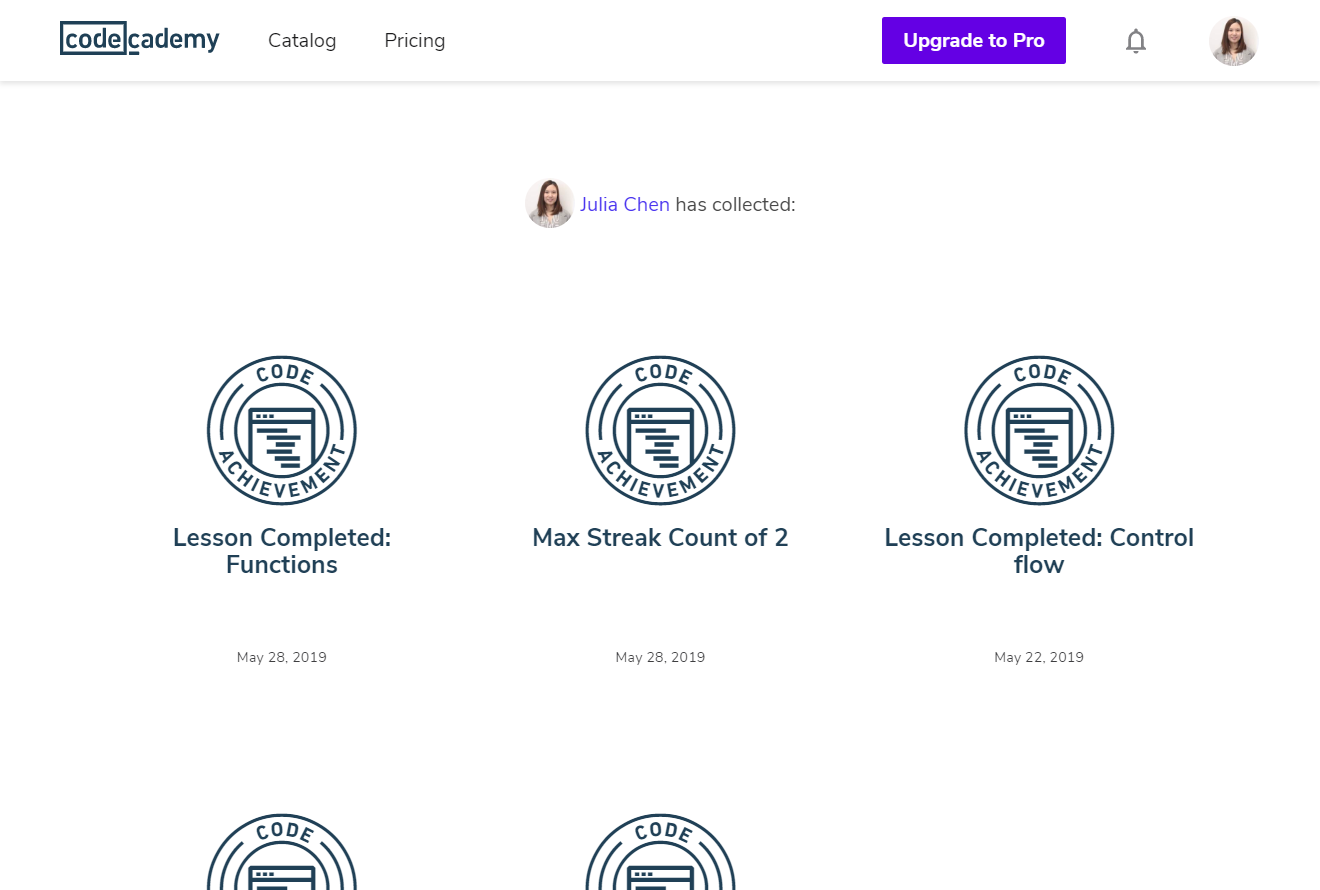 codecademy Catalog Pricing Upgrade to Pro
Julia Chen has collected:
CODE ACHIEVEMENT
CODE ACHIEVEMENT
CODE ACHIEVEMENT
Lesson Completed:
Functions
Max Streak Count of 2
Lesson Completed: Control
flow
May 28, 2019
May 28, 2019
May 22, 2019
CODE
CODE